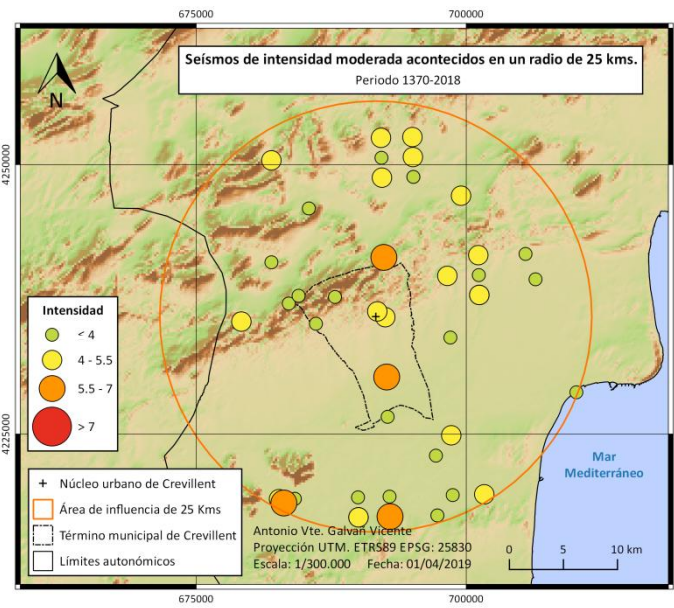 675000
700000
Seísmos de intensidad moderada acontecidos en un radio de 25 kms.
Periodo 1370-2018
N
4250000
4250000
Intensidad
< 4
4 - 5.5
5.5 - 7
> 7
4225000
4225000
Mar
Mediterráneo
Núcleo urbano de Crevillent
Área de influencia de 25 Kms
Término municipal de Crevillent
Límites autonómicos
Antonio Vte. Galvañ Vicente
Proyección UTM. ETRS89 EPSG: 25830
Escala: 1/300.000 Fecha: 01/04/2019
0 5 10 km
675000
700000